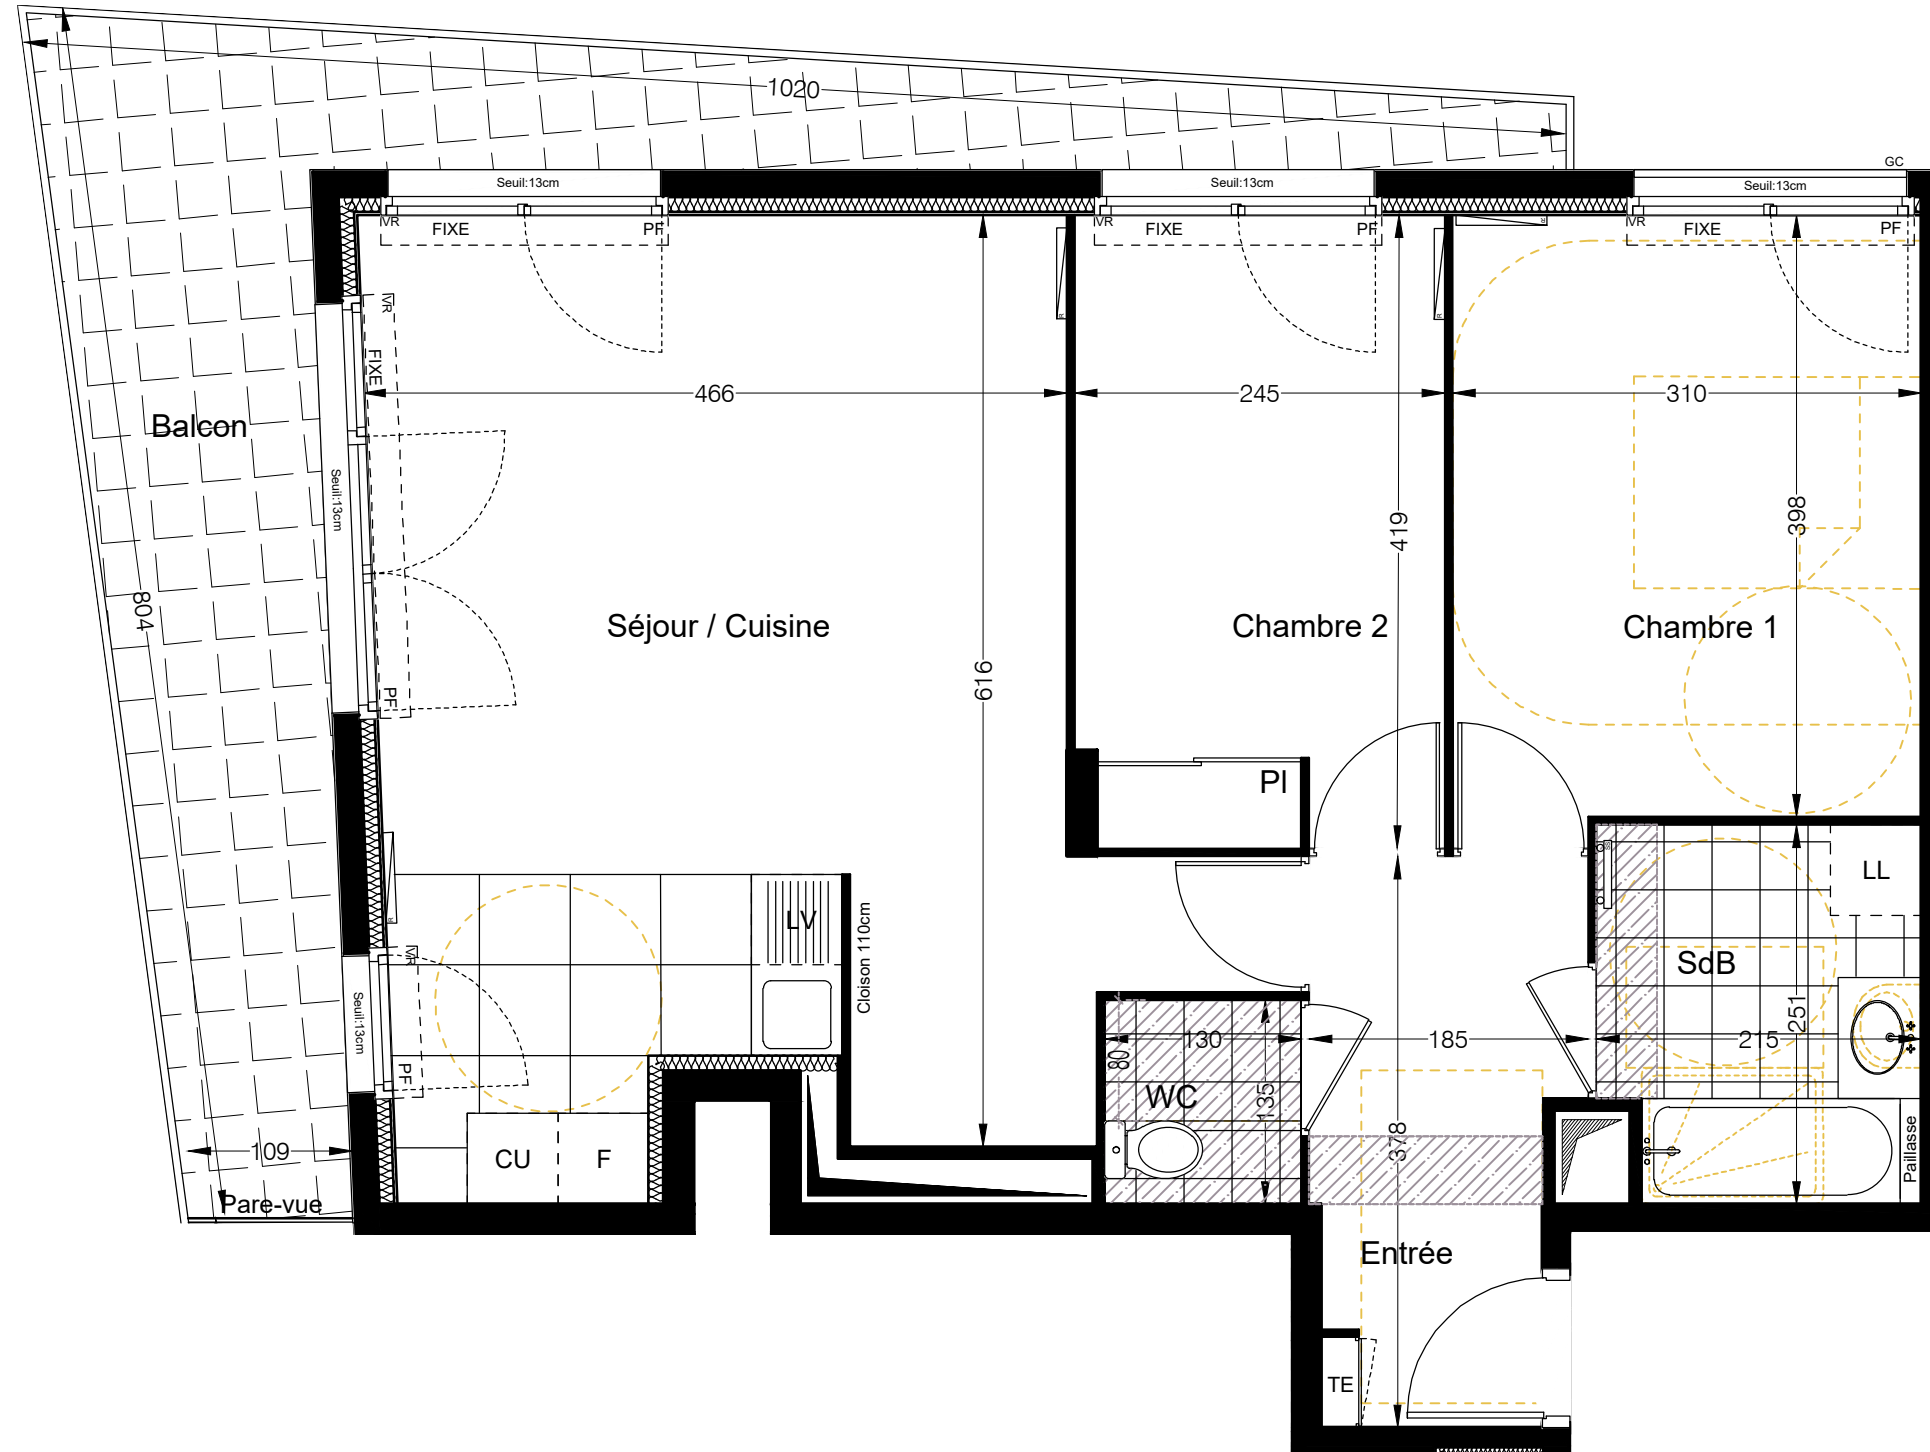 1020
GC
Seuil:13cm
Seuil:13cm
Seuil:13cm
VR
FIXE
PF
VR
FIXE
PF
VR
FIXE
PF
VR
FIXE
R
R
R
466
245
310
Balcon
Seuil:13cm
398
419
804
Séjour / Cuisine
Chambre 2
Chambre 1
616
PF
Pl
LL
LV
Cloison 110cm
R
VR
SdB
Seuil:13cm
251
130
185
215
80
PF
WC
135
378
109
CU
F
Paillasse
Pare-vue
Entrée
TE